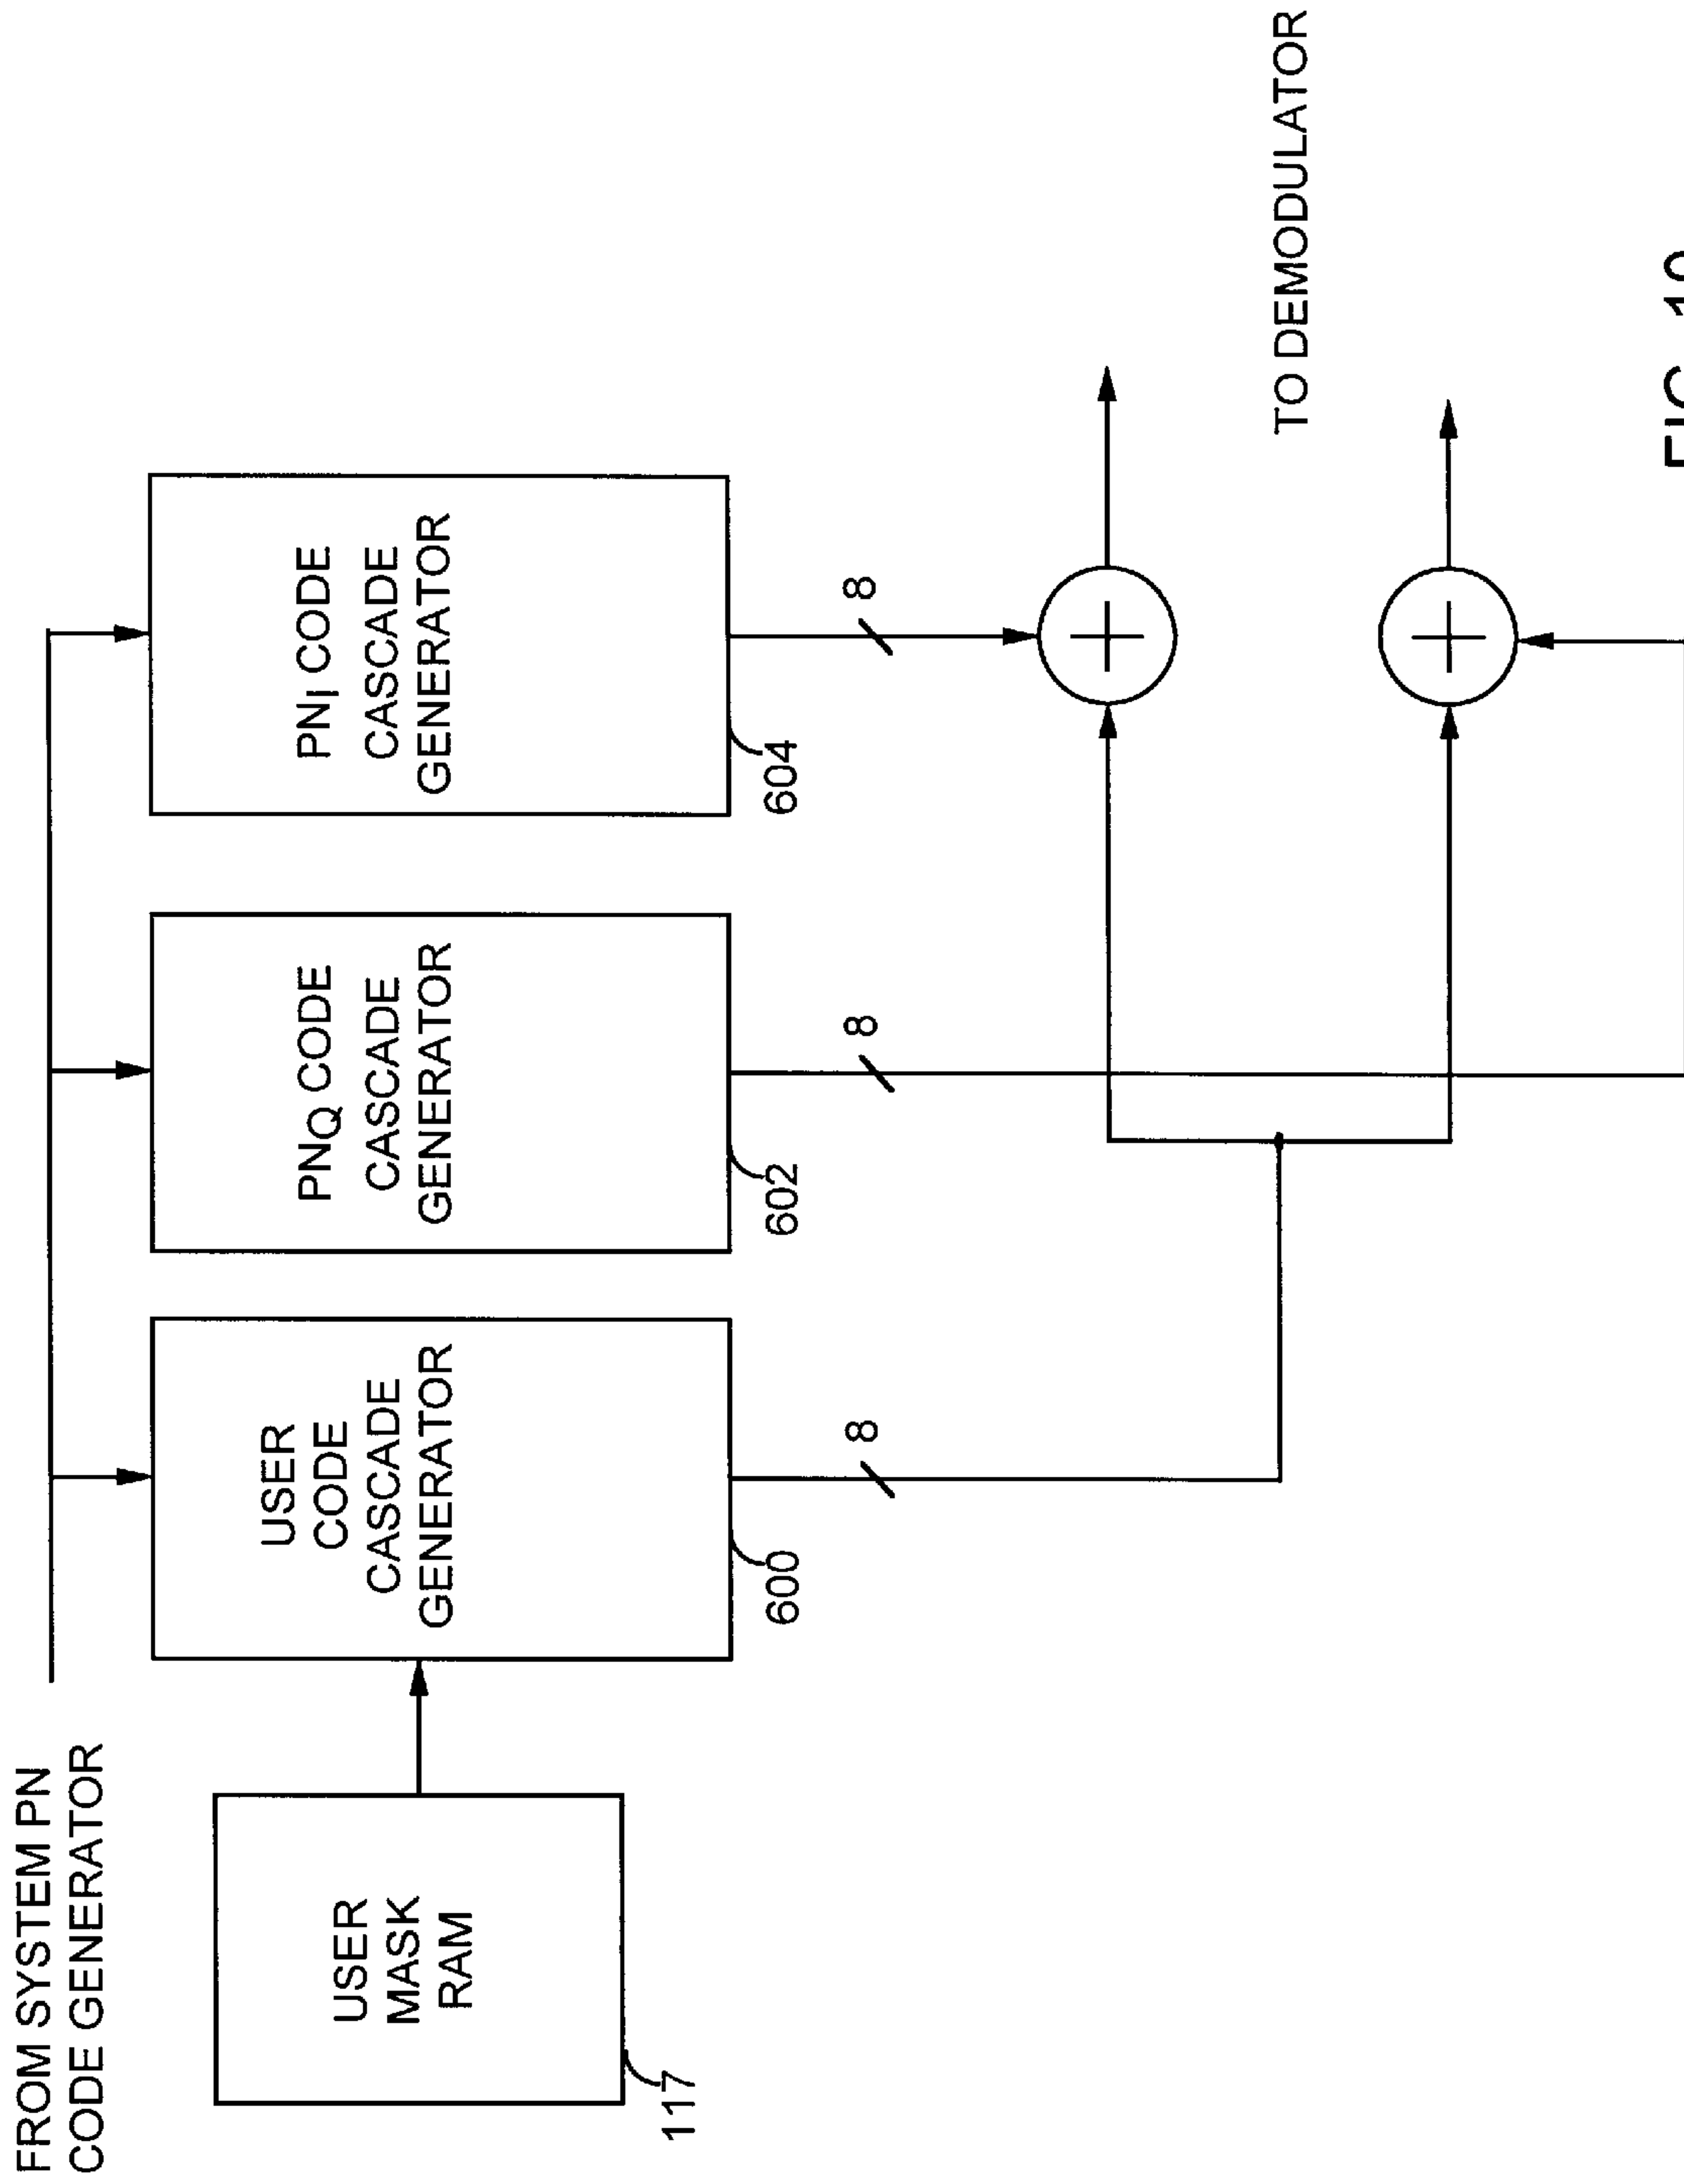 FROM SYSTEM PN
CODE GENERATOR
USER
MASK
RAM
117
USER
CODE
CASCADE
GENERATOR
600
PNQ CODE
CASCADE
GENERATOR
602
PNI CODE
CASCADE
GENERATOR
604
8
8
8
TO DEMODULATOR
FIG.